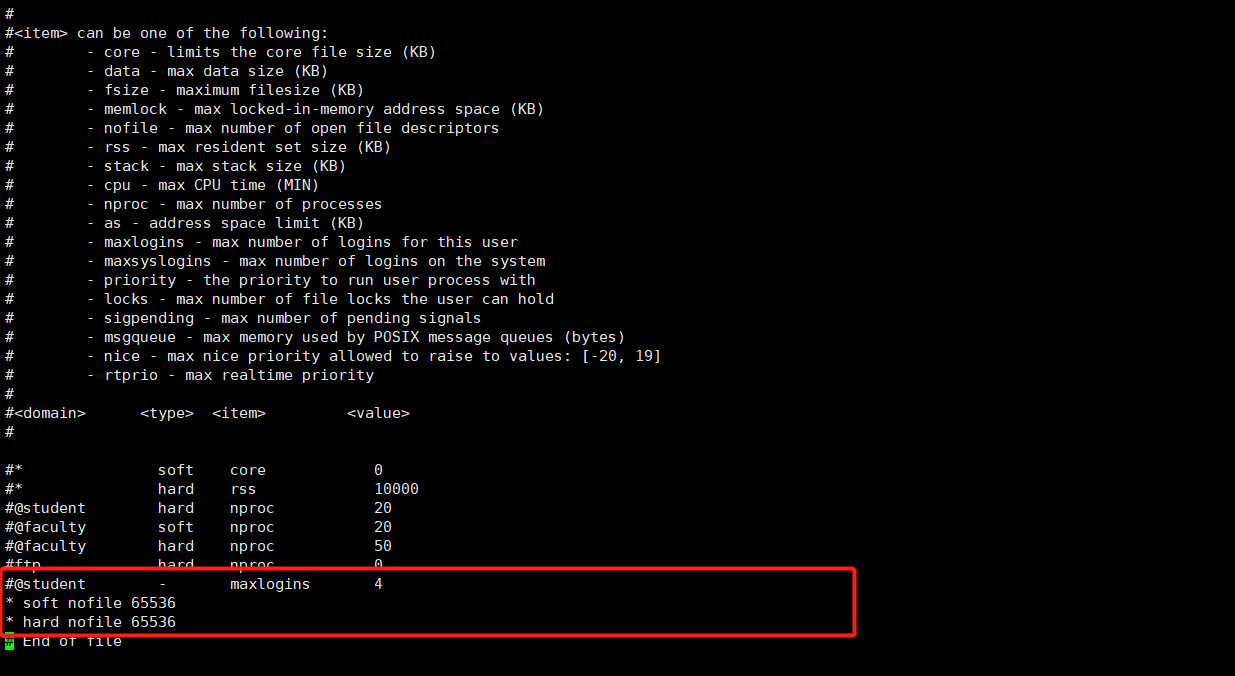 #
#<item> can be one of the following:
#        - core - limits the core file size (KB)
#        - data - max data size (KB)
#        - fsize - maximum filesize (KB)
#        - memlock - max locked-in-memory address space (KB)
#        - nofile - max number of open file descriptors
#        - rss - max resident set size (KB)
#        - stack - max stack size (KB)
#        - cpu - max CPU time (MIN)
#        - nproc - max number of processes
#        - as - address space limit (KB)
#        - maxlogins - max number of logins for this user
#        - maxsyslogins - max number of logins on the system
#        - priority - the priority to run user process with
#        - locks - max number of file locks the user can hold
#        - sigpending - max number of pending signals
#        - msgqueue - max memory used by POSIX message queues (bytes)
#        - nice - max nice priority allowed to raise to values: [-20, 19]
#        - rtprio - max realtime priority
#
#<domain>      <type>  <item>         <value>
#

#*               soft    core            0
#*               hard    rss             10000
#@student        hard    nproc           20
#@faculty        soft    nproc           20
#@faculty        hard    nproc           50
#ftp             hard    nproc           0
#@student        -       maxlogins       4
* soft nofile 65536
* hard nofile 65536
# End of file